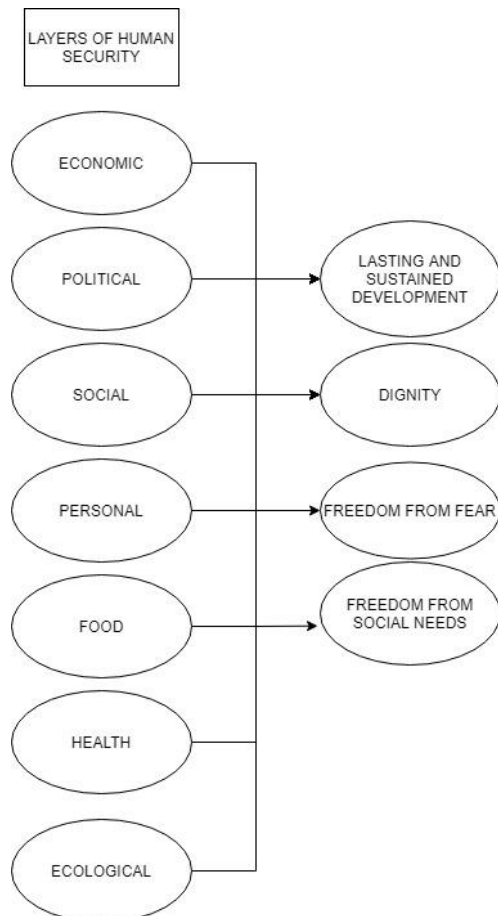 LAYERS OF HUMAN
SECURITY
ECONOMIC
POLITICAL
LASTING AND
SUSTAINED
DEVELOPMENT
SOCIAL
DIGNITY
PERSONAL
FREEDOM FROM FEAR
FOOD
FREEDOM FROM
SOCIAL NEEDS
HEALTH
ECOLOGICAL